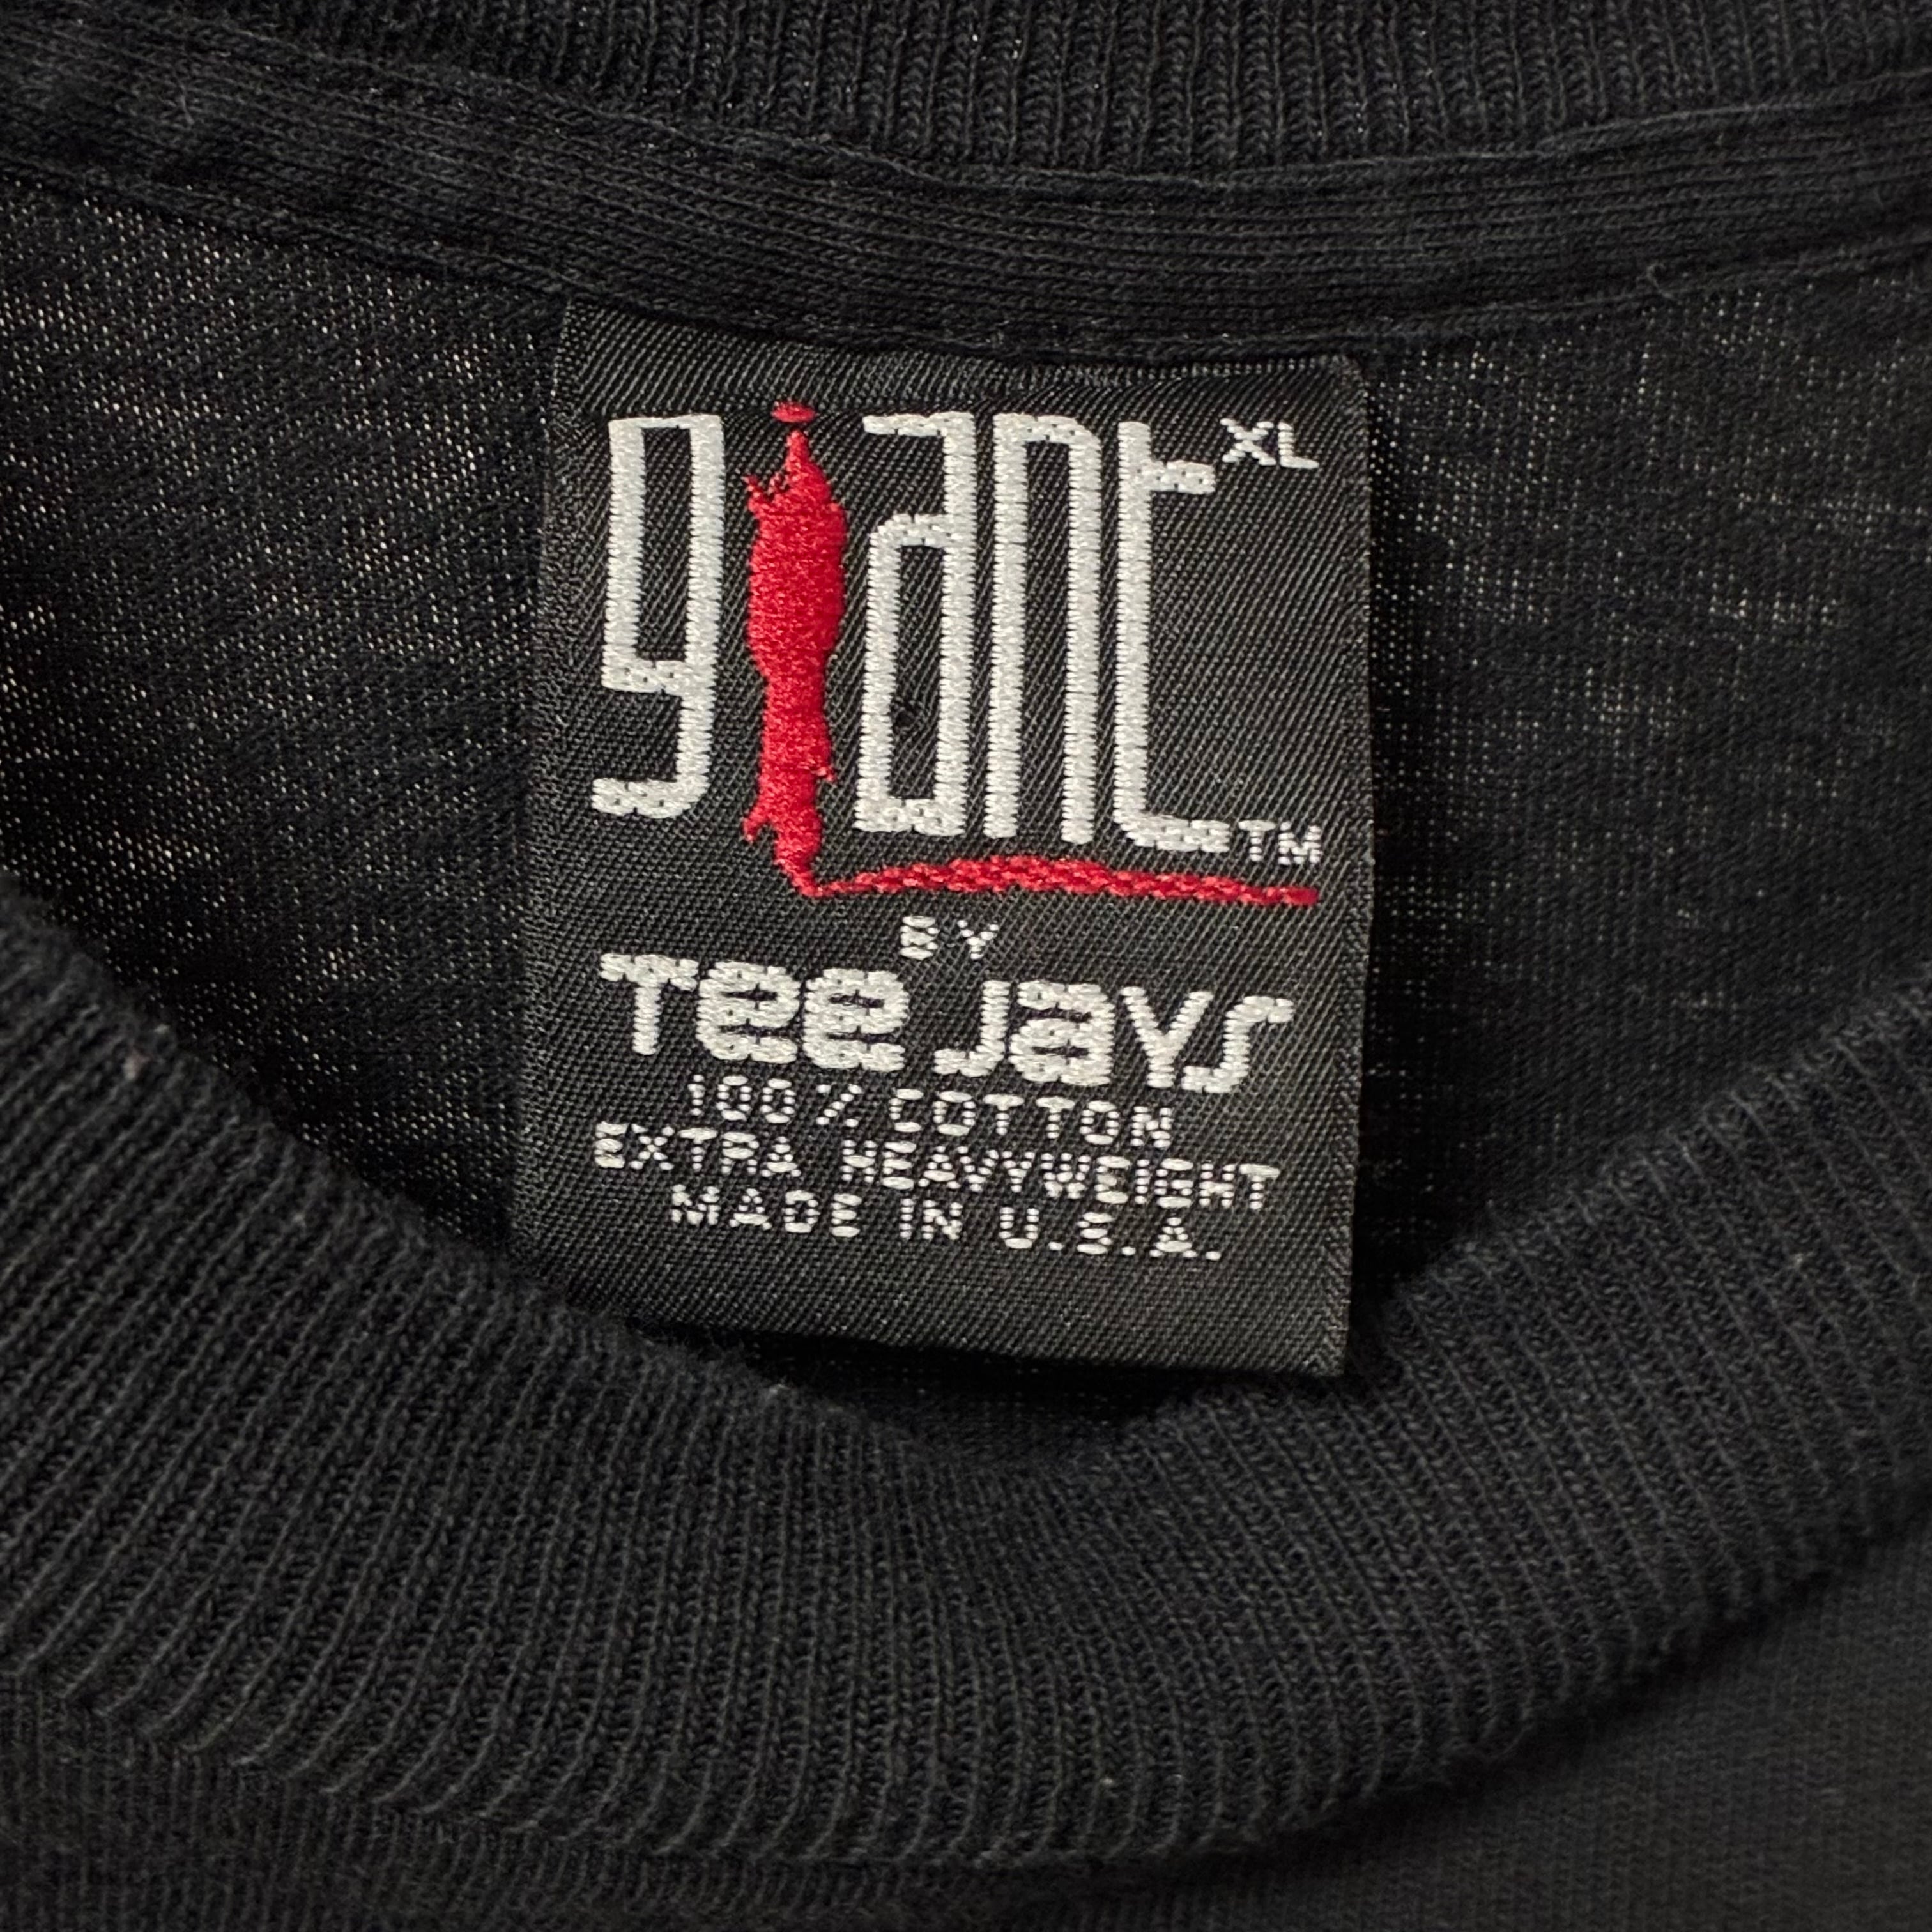 giant XL
TM
BY
Tee Jays
100% COTTON
EXTRA HEAVYWEIGHT
MADE IN U.S.A.